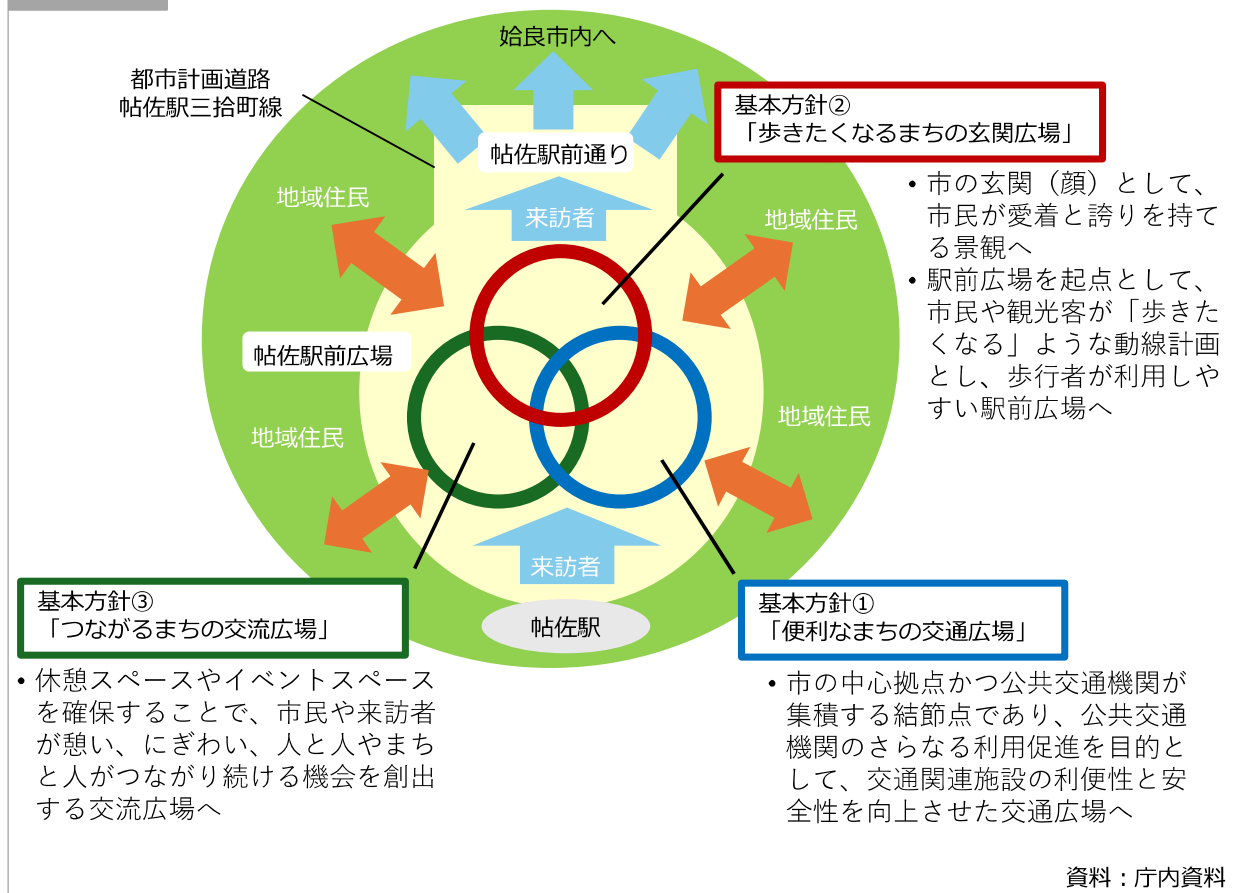 姶良市内へ
都市計画道路
帖佐駅三拾町線
基本方針②
「歩きたくなるまちの玄関広場」
帖佐駅前通り
・市の玄関（顔）として、
市民が愛着と誇りを持て
る景観へ
・駅前広場を起点として、
市民や観光客が「歩きた
くなる」ような動線計画
とし、歩行者が利用しや
すい駅前広場へ
地域住民
来訪者
地域住民
帖佐駅前広場
地域住民
地域住民
来訪者
帖佐駅
基本方針③
「つながるまちの交流広場」
・休憩スペースやイベントスペース
を確保することで、市民や来訪者
が憩い、にぎわい、人と人やまち
と人がつながり続ける機会を創出
する交流広場へ
基本方針①
「便利なまちの交通広場」
・市の中心拠点かつ公共交通機関が
集積する結節点であり、公共交通
機関のさらなる利用促進を目的と
して、交通関連施設の利便性と安
全性を向上させた交通広場へ
資料：庁内資料